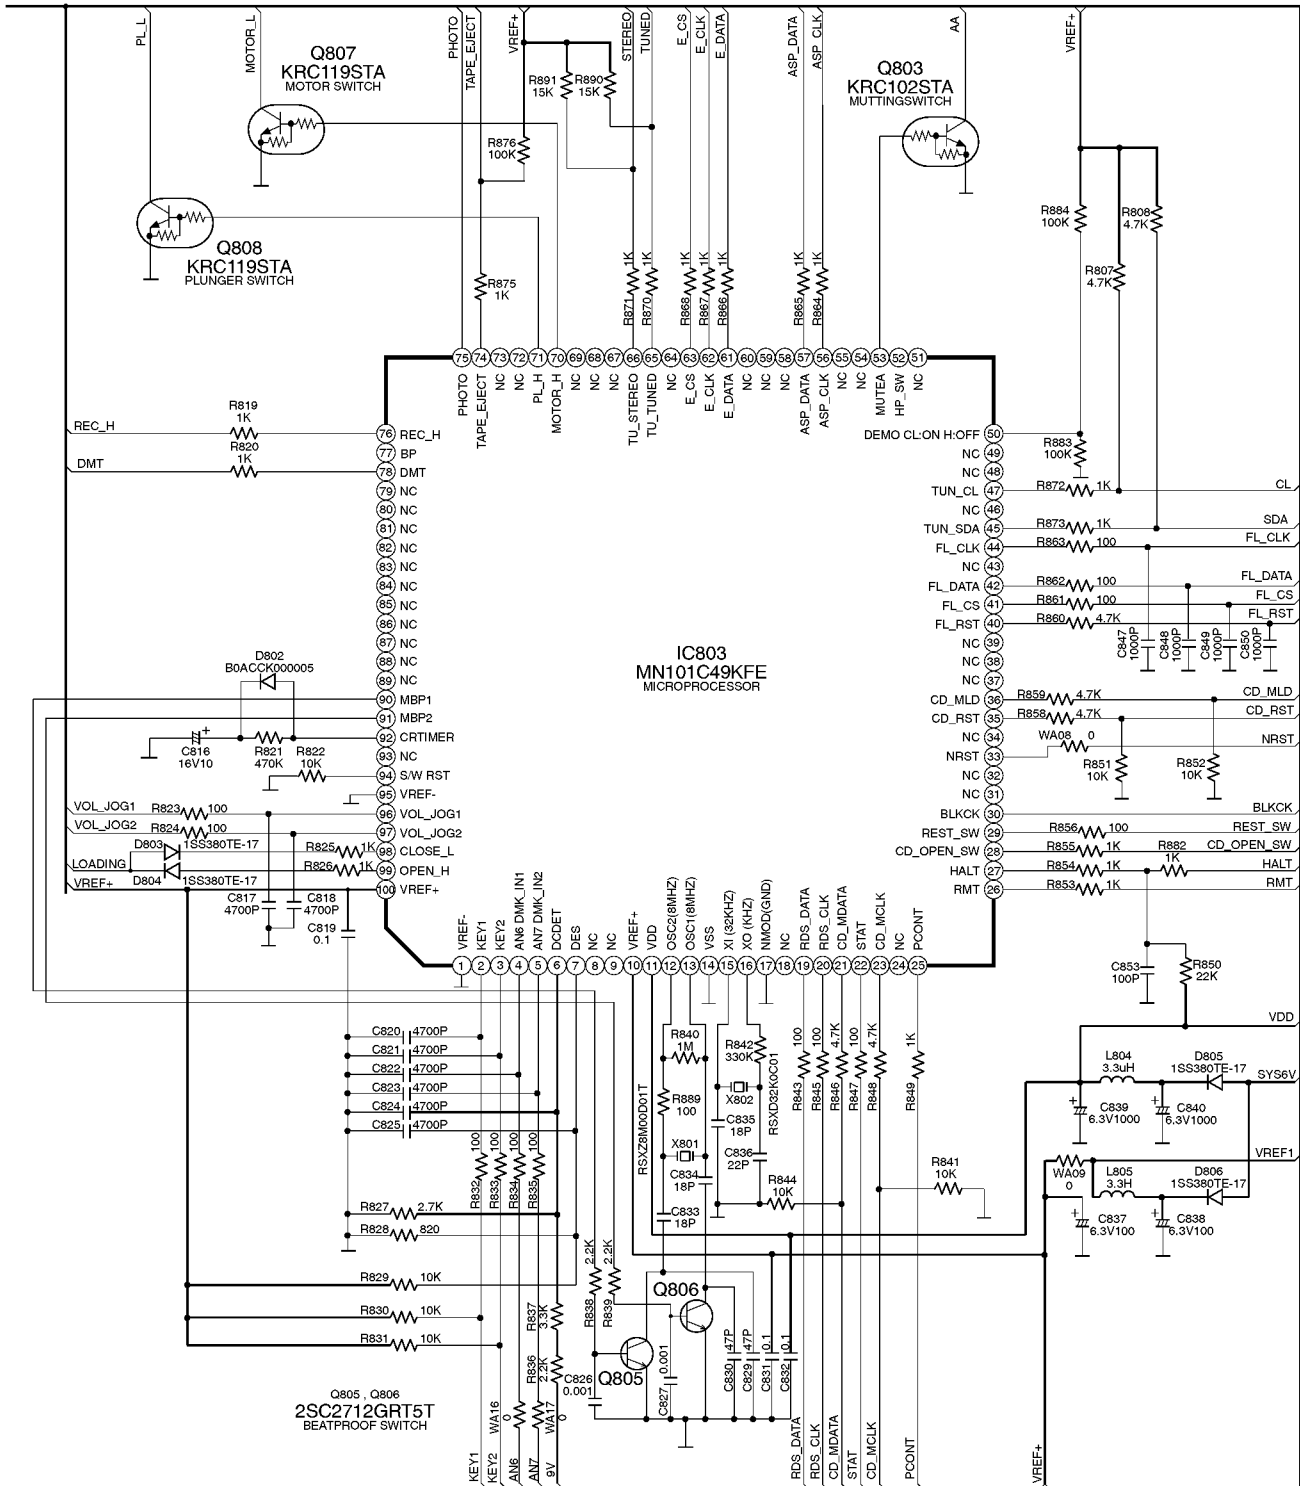 PL_L
MOTOR_L
PHOTO
TAPE_EJECT
VREF+
STEREO
TUNED
E_CS
E_CLK
E_DATA
ASP_DATA
ASP_CLK
AA
VREF+
Q807
KRC119STA
MOTOR SWITCH
R891
15K
R890
15K
Q803
KRC102STA
MUTTINGSWITCH
R876
100K
Q808
KRC119STA
PLUNGER SWITCH
R884
100K
R808
4.7K
R807
4.7K
R875
1K
R871 1K
R870 1K
R868 1K
R867 1K
R866 1K
R865 1K
R864 1K
75 74 73 72 71 70 69 68 67 66 65 64 63 62 61 60 59 58 57 56 55 54 53 52 51
PHOTO
TAPE_EJECT
NC
NC
PL_H
MOTOR_H
NC
NC
NC
TU_STEREO
TU_TUNED
NC
E_CS
E_CLK
E_DATA
NC
NC
NC
ASP_DATA
ASP_CLK
NC
NC
MUTEA
HP_SW
NC
REC_H
R819
1K
76 REC_H
77 BP
DMT
R820
1K
78 DMT
79 NC
80 NC
81 NC
82 NC
83 NC
84 NC
85 NC
86 NC
87 NC
88 NC
89 NC
90 MBP1
91 MBP2
92 CRTIMER
93 NC
94 S/W RST
95 VREF-
96 VOL_JOG1
97 VOL_JOG2
98 CLOSE_L
99 OPEN_H
100 VREF+
D802
B0ACCK000005
C816
16V10
+
R821
470K
R822
10K
VOL_JOG1
R823 100
VOL_JOG2
R824 100
D803 1SS380TE-17
R825 1K
LOADING
D804 1SS380TE-17
R826 1K
VREF+
C817
4700P
C818
4700P
C819
0.1
IC803
MN101C49KFE
MICROPROCESSOR
DEMO CL:ON H:OFF 50
NC 49
NC 48
TUN_CL 47
NC 46
TUN_SDA 45
FL_CLK 44
NC 43
FL_DATA 42
FL_CS 41
FL_RST 40
NC 39
NC 38
NC 37
CD_MLD 36
CD_RST 35
NC 34
NRST 33
NC 32
NC 31
BLKCK 30
REST_SW 29
CD_OPEN_SW 28
HALT 27
RMT 26
R883
100K
R872 1K CL
R873 1K SDA
R863 100 FL_CLK
R862 100 FL_DATA
R861 100 FL_CS
R860 4.7K FL_RST
C847
1000P
C848
1000P
C849
1000P
C850
1000P
R859 4.7K CD_MLD
R858 4.7K CD_RST
WA08 0 NRST
R851
10K
R852
10K
BLKCK
R856 100 REST_SW
R855 1K CD_OPEN_SW
R854 1K
R882
1K
HALT
R853 1K RMT
C853
100P
R850
22K
VDD
VREF-
KEY1
KEY2
AN6 DMK_IN1
AN7 DMK_IN2
DCDET
DES
NC
NC
VREF+
VDD
OSC2(8MHZ)
OSC1(8MHZ)
VSS
XI (32KHZ)
XO (KHZ)
NMOD(GND)
NC
RDS_DATA
RDS_CLK
CD_MDATA
STAT
CD_MCLK
NC
PCONT
1 2 3 4 5 6 7 8 9 10 11 12 13 14 15 16 17 18 19 20 21 22 23 24 25
C820 4700P
C821 4700P
C822 4700P
C823 4700P
C824 4700P
C825 4700P
R832 100
R833 100
R834 100
R835 100
R840
1M
R889
100
X801
RSXZ8M00D01T
C834
18P
C833
18P
R842
330K
X802
RSXD32K0C01
C835
18P
C836
22P
R844
10K
R843 100
R845 100
R846 4.7K
R847 100
R848 4.7K
R849 1K
R841
10K
L804
3.3uH
D805
1SS380TE-17
SYS6V
+
C839
6.3V1000
+
C840
6.3V1000
VREF1
WA09
0
L805
3.3H
D806
1SS380TE-17
+
C837
6.3V100
+
C838
6.3V100
R827 2.7K
R828 820
R829 10K
R830 10K
R831 10K
R838 2.2K
R839 2.2K
R837
3.3K
R836
2.2K
Q806
Q805
C826
0.001
C827 0.001
C830 47P
C829 47P
C831 0.1
C832 0.1
Q805 , Q806
2SC2712GRT5T
BEATPROOF SWITCH
WA16
0
WA17
0
KEY1
KEY2
AN6
AN7
9V
RDS_DATA
RDS_CLK
CD_MDATA
STAT
CD_MCLK
PCONT
VREF+